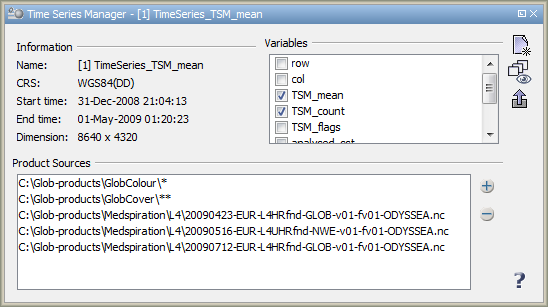 Time Series Manager - [1] TimeSeries_TSM_mean
Information
Name: [1] TimeSeries_TSM_mean
CRS: WGS84(DD)
Start time: 31-Dec-2008 21:04:13
End time: 01-May-2009 01:20:23
Dimension: 8640 x 4320
Variables
row
col
TSM_mean
TSM_count
TSM_flags
analysed_sst
Product Sources
C:\Glob-products\GlobColour\*
C:\Glob-products\GlobCover\**
C:\Glob-products\Medspiration\L4\20090423-EUR-L4HRfnd-GLOB-v01-fv01-ODYSSEA.nc
C:\Glob-products\Medspiration\L4\20090516-EUR-L4UHRfnd-NWE-v01-fv01-ODYSSEA.nc
C:\Glob-products\Medspiration\L4\20090712-EUR-L4HRfnd-GLOB-v01-fv01-ODYSSEA.nc
?